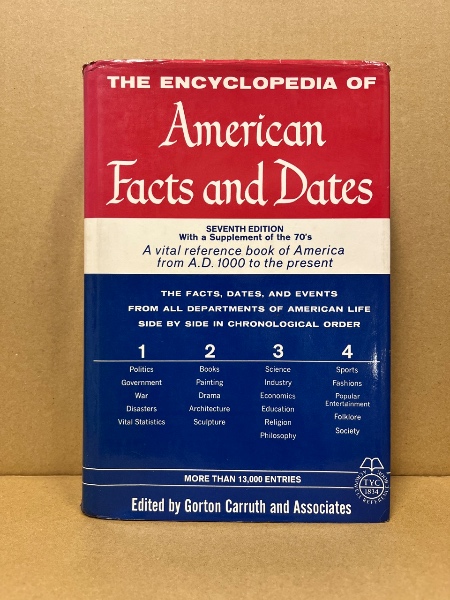 THE ENCYCLOPEDIA OF
American
Facts and Dates
SEVENTH EDITION
With a Supplement of the 70's
A vital reference book of America
from A.D. 1000 to the present
THE FACTS, DATES, AND EVENTS
FROM ALL DEPARTMENTS OF AMERICAN LIFE
SIDE BY SIDE IN CHRONOLOGICAL ORDER
1
Politics
Government
War
Disasters
Vital Statistics
2
Books
Painting
Drama
Architecture
Sculpture
3
Science
Industry
Economics
Education
Religion
Philosophy
4
Sports
Fashions
Popular
Entertainment
Folklore
Society
MORE THAN 13,000 ENTRIES
TYC
1834
Edited by Gorton Carruth and Associates